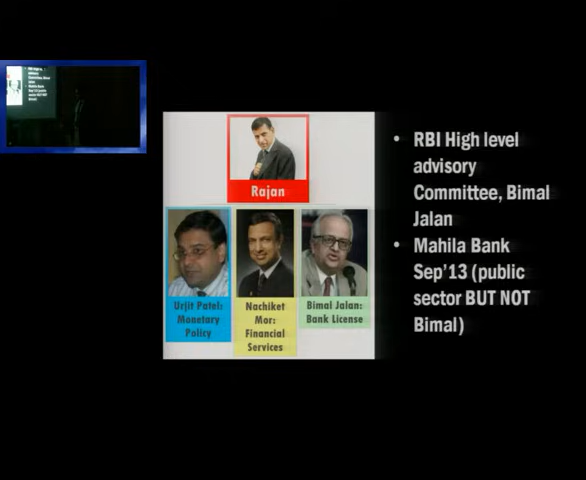 Rajan
Urjit Patel:
Monetary
Policy
Nachiket
Mor:
Financial
Services
Bimal Jalan:
Bank License
• RBI High level
advisory
Committee, Bimal
Jalan
• Mahila Bank
Sep'13 (public
sector BUT NOT
Bimal)